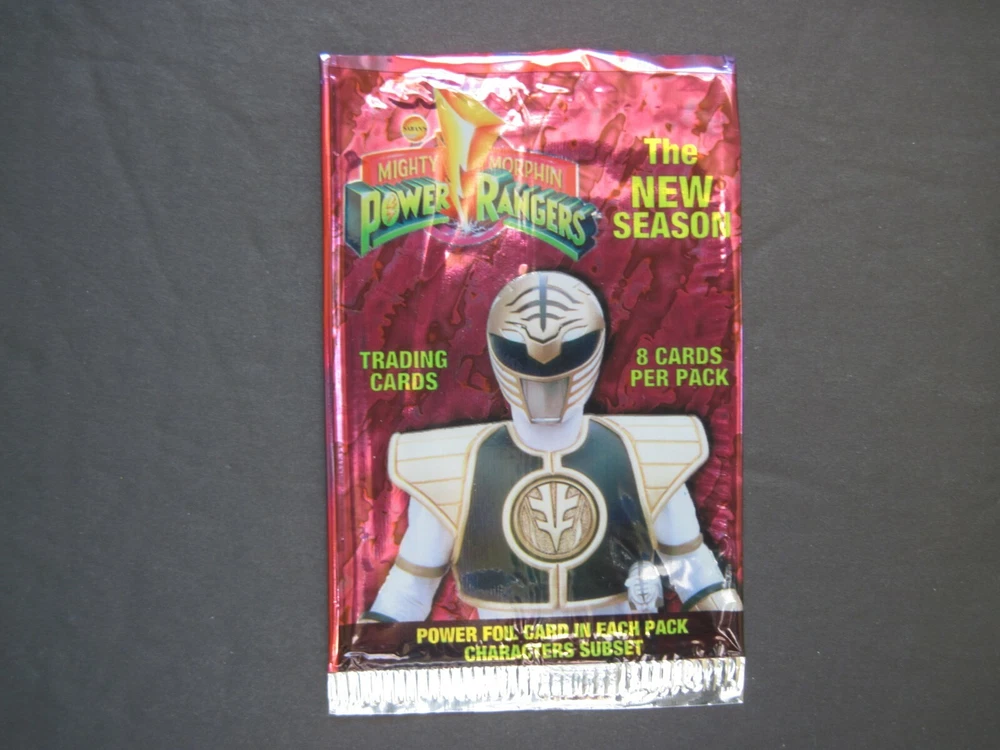 SABAN'S
MIGHTY MORPHIN
POWER RANGERS
The
NEW
SEASON
TRADING
CARDS
8 CARDS
PER PACK
POWER FOIL CARD IN EACH PACK
CHARACTERS SUBSET